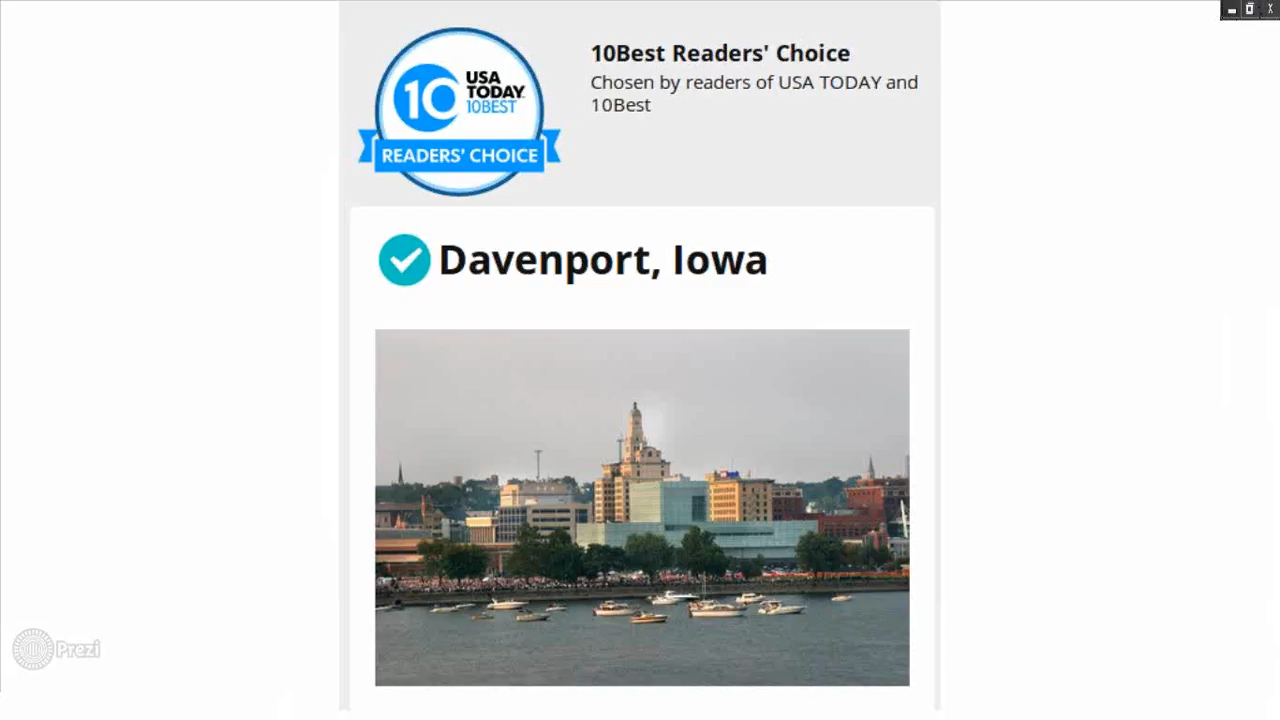 10Best Readers' Choice
Chosen by readers of USA TODAY and
10Best
10
USA
TODAY
10BEST
READERS' CHOICE
Davenport, Iowa
Prezi